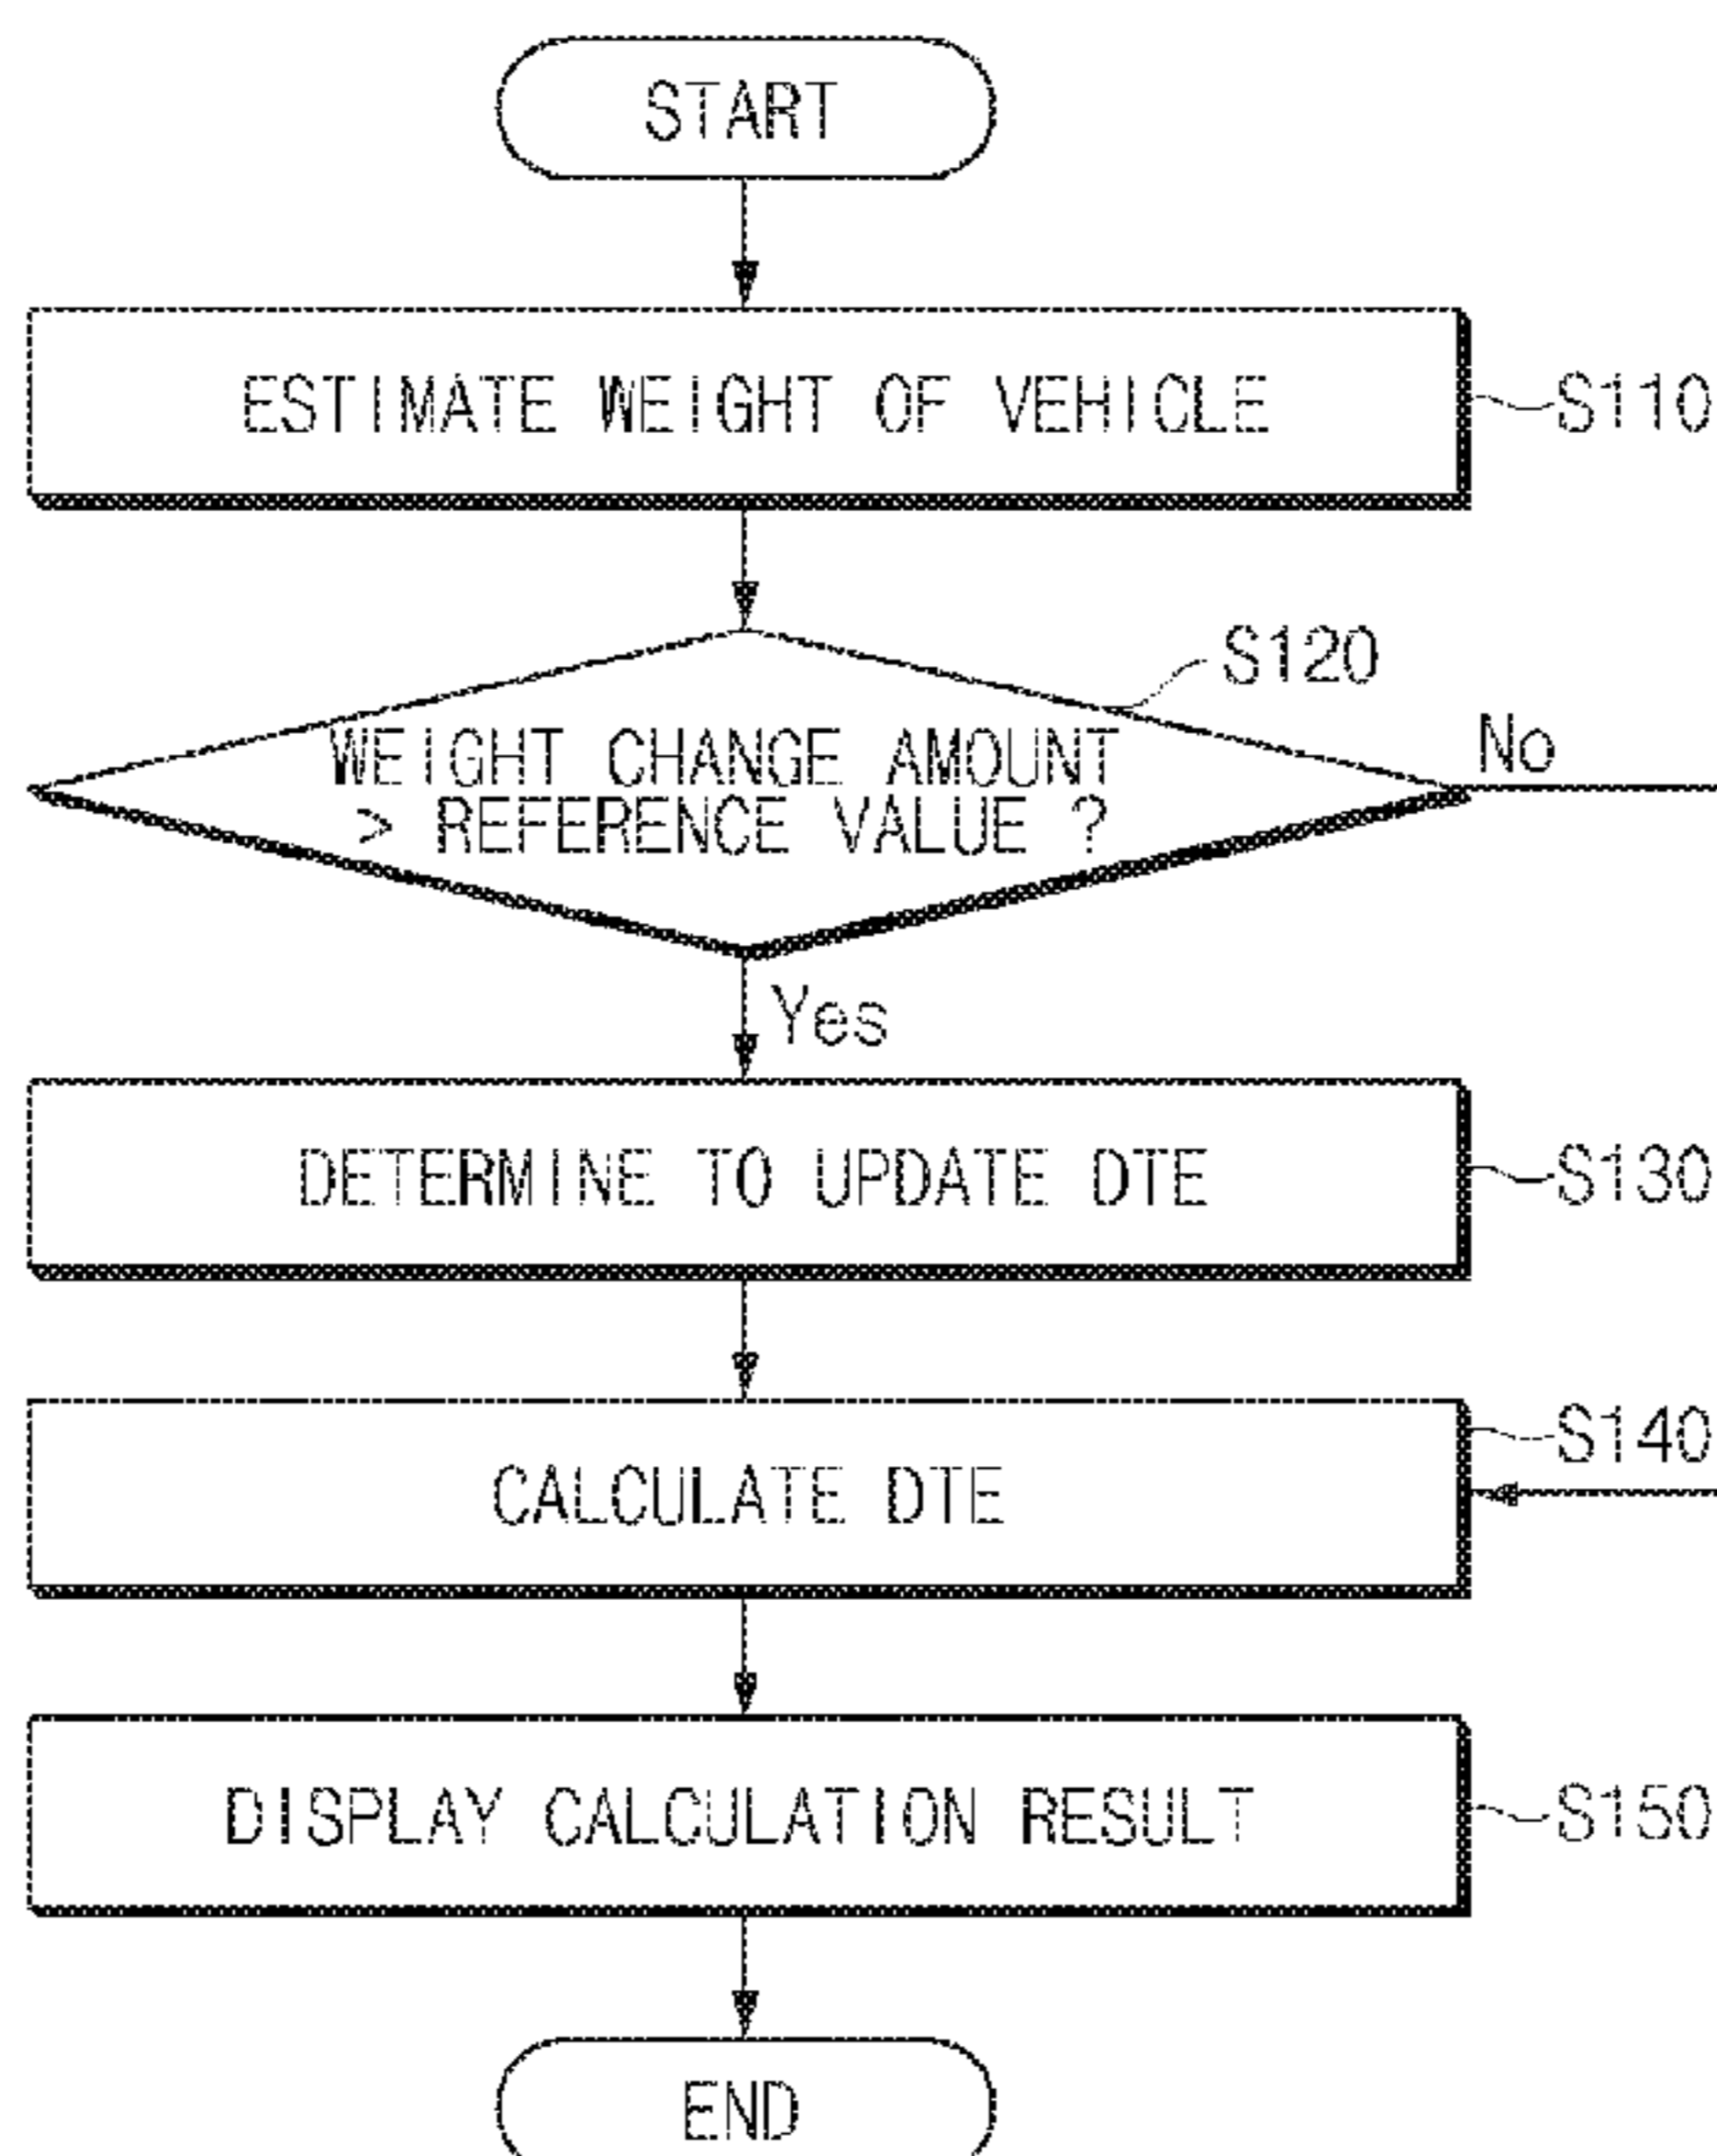 START
ESTIMATE WEIGHT OF VEHICLE
S110
S120
WEIGHT CHANGE AMOUNT
> REFERENCE VALUE ?
No
Yes
DETERMINE TO UPDATE DTE
S130
CALCULATE DTE
S140
DISPLAY CALCULATION RESULT
S150
END